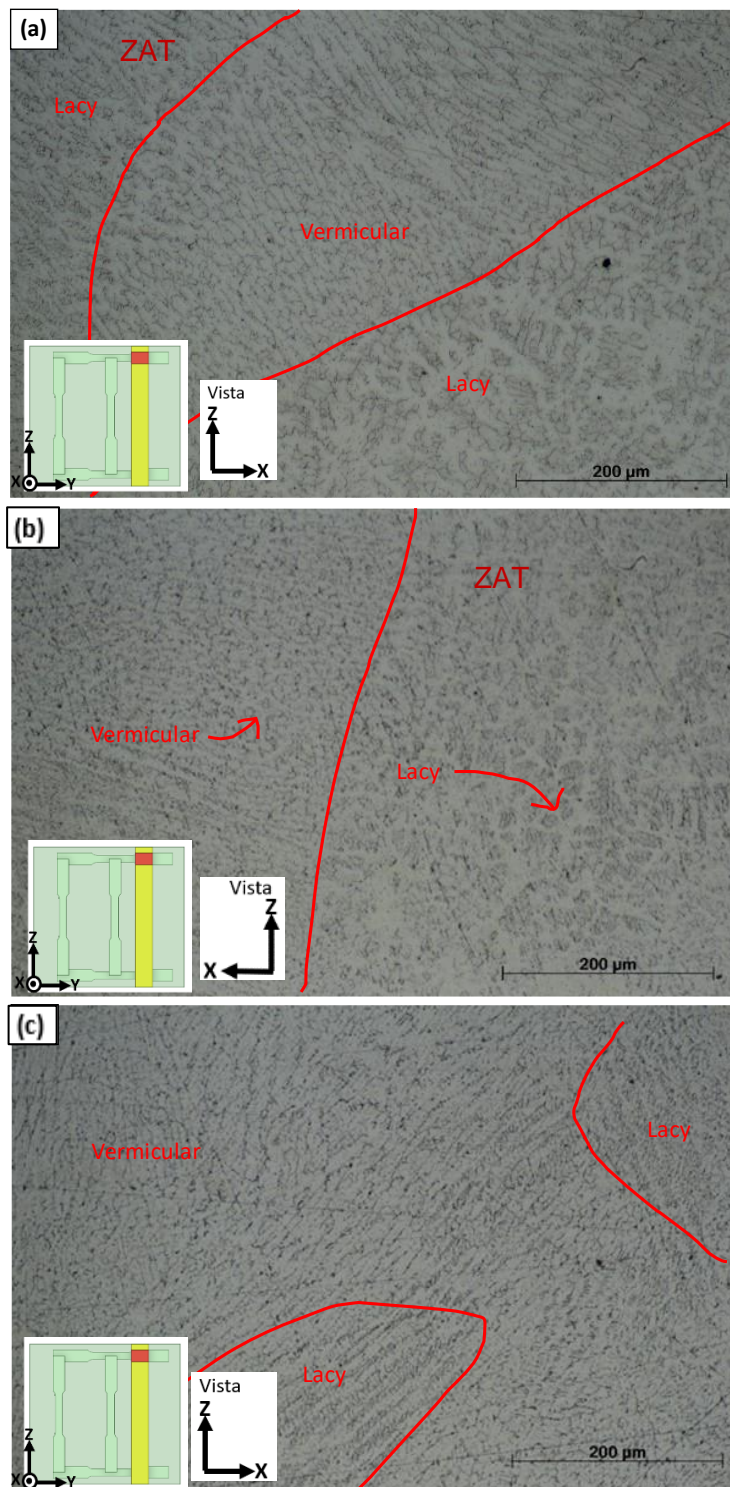 (a)
ZAT
Lacy
Vermicular
Lacy
Vista
Z
X
Z
X
Y
200 µm
(b)
ZAT
Vermicular
Lacy
Vista
Z
X
Z
X
Y
200 µm
(c)
Lacy
Vermicular
Lacy
Vista
Z
X
Z
X
Y
200 µm